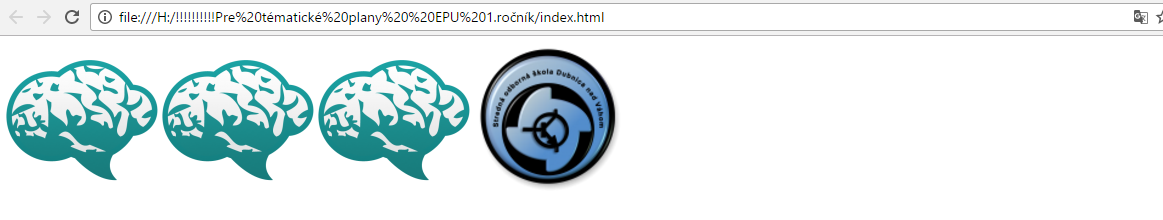 file:///H:/!!!!!!!!!!Pre%20tématické%20plany%20%20EPU%201.ročník/index.html
Stredná odborná škola Dubnica nad Váhom